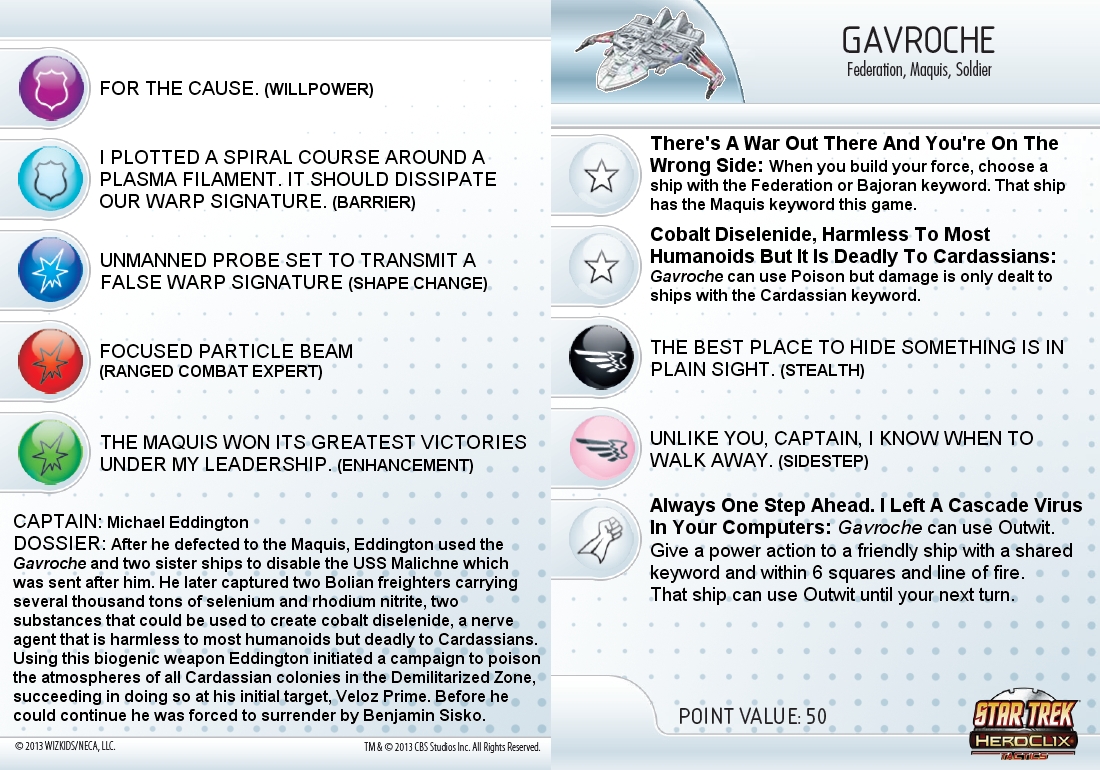 FOR THE CAUSE. (WILLPOWER)
I PLOTTED A SPIRAL COURSE AROUND A
PLASMA FILAMENT. IT SHOULD DISSIPATE
OUR WARP SIGNATURE. (BARRIER)
UNMANNED PROBE SET TO TRANSMIT A
FALSE WARP SIGNATURE (SHAPE CHANGE)
FOCUSED PARTICLE BEAM
(RANGED COMBAT EXPERT)
THE MAQUIS WON ITS GREATEST VICTORIES
UNDER MY LEADERSHIP. (ENHANCEMENT)
CAPTAIN: Michael Eddington
DOSSIER: After he defected to the Maquis, Eddington used the
Gavroche and two sister ships to disable the USS Malichne which
was sent after him. He later captured two Bolian freighters carrying
several thousand tons of selenium and rhodium nitrite, two
substances that could be used to create cobalt diselenide, a nerve
agent that is harmless to most humanoids but deadly to Cardassians.
Using this biogenic weapon Eddington initiated a campaign to poison
the atmospheres of all Cardassian colonies in the Demilitarized Zone,
succeeding in doing so at his initial target, Veloz Prime. Before he
could continue he was forced to surrender by Benjamin Sisko.
© 2013 WIZKIDS/NECA, LLC.
TM & © 2013 CBS Studios Inc. All Rights Reserved.
GAVROCHE
Federation, Maquis, Soldier
There's A War Out There And You're On The
Wrong Side: When you build your force, choose a
ship with the Federation or Bajoran keyword. That ship
has the Maquis keyword this game.
Cobalt Diselenide, Harmless To Most
Humanoids But It Is Deadly To Cardassians:
Gavroche can use Poison but damage is only dealt to
ships with the Cardassian keyword.
THE BEST PLACE TO HIDE SOMETHING IS IN
PLAIN SIGHT. (STEALTH)
UNLIKE YOU, CAPTAIN, I KNOW WHEN TO
WALK AWAY. (SIDESTEP)
Always One Step Ahead. I Left A Cascade Virus
In Your Computers: Gavroche can use Outwit.
Give a power action to a friendly ship with a shared
keyword and within 6 squares and line of fire.
That ship can use Outwit until your next turn.
POINT VALUE: 50
STAR TREK
HEROCLIX
TACTICS